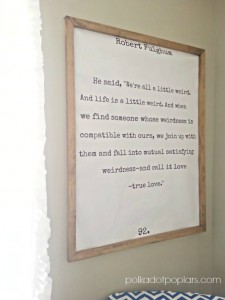 Robert Fulghum
He said, "We're all a little weird.
And life is a little weird. And when
we find someone whose weirdness is
compatible with ours, we join up with
them and fall into mutual satisfying
weirdness—and call it love
—true love."
92.
polkadotpoplars.com